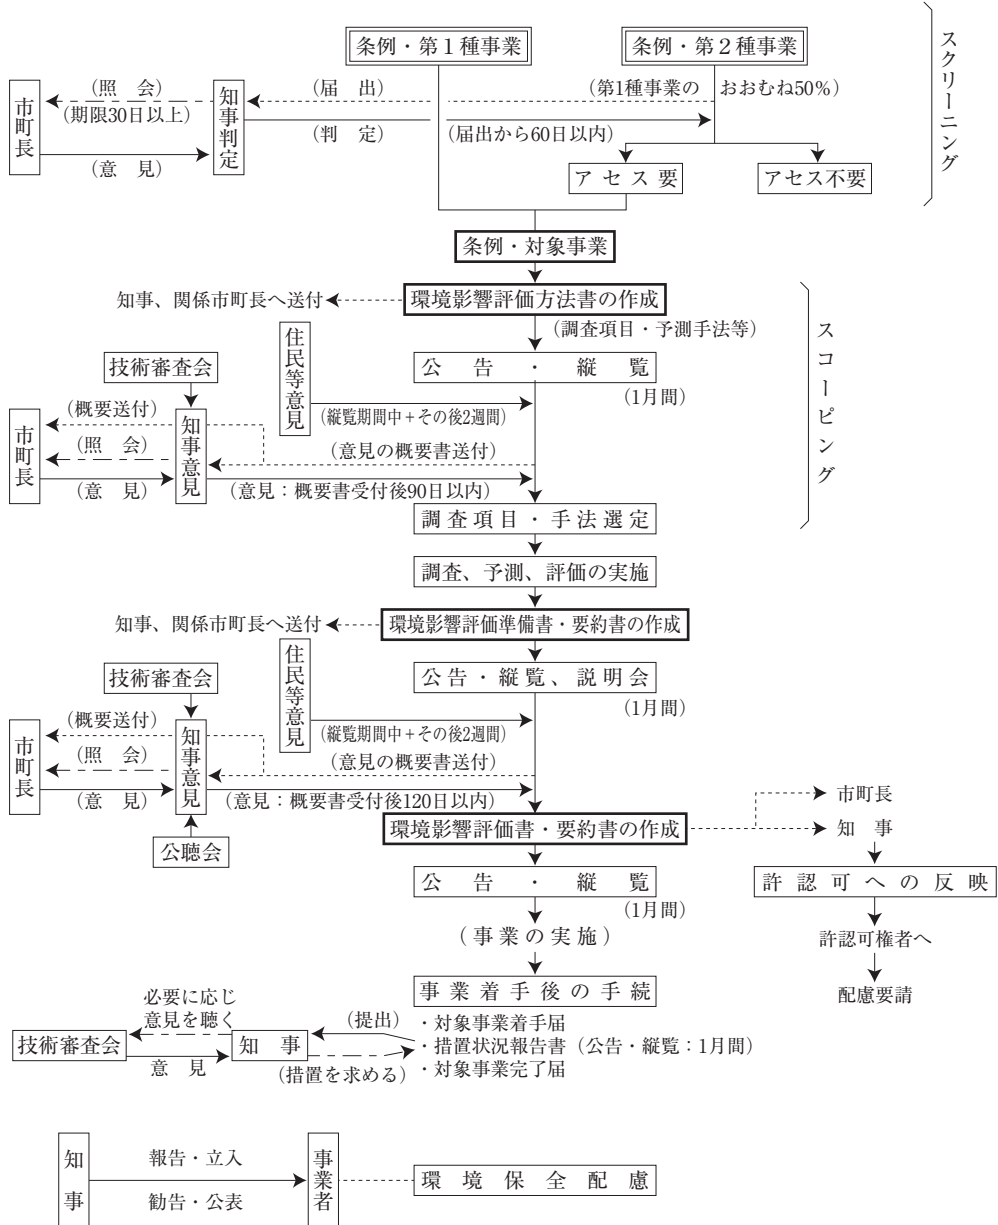 条例・第1種事業
条例・第2種事業
スクリーニング
市町長
(照 会)
(期限30日以上)
(意 見)
知事判定
(届 出)
(第1種事業の おおむね50%)
(判 定)
(届出から60日以内)
アセス要
アセス不要
条例・対象事業
知事、関係市町長へ送付
環境影響評価方法書の作成
(調査項目・予測手法等)
スコーピング
住民等意見
公告・縦覧
(1月間)
技術審査会
(縦覧期間中+その後2週間)
市町長
(概要送付)
(照 会)
(意 見)
知事意見
(意見の概要書送付)
(意見：概要書受付後90日以内)
調査項目・手法選定
調査、予測、評価の実施
知事、関係市町長へ送付
環境影響評価準備書・要約書の作成
住民等意見
公告・縦覧、説明会
(1月間)
技術審査会
(縦覧期間中+その後2週間)
市町長
(概要送付)
(照 会)
(意 見)
知事意見
(意見の概要書送付)
(意見：概要書受付後120日以内)
公聴会
環境影響評価書・要約書の作成
市町長
知 事
公告・縦覧
(1月間)
許認可への反映
(事業の実施)
許認可権者へ
事業着手後の手続
配慮要請
必要に応じ
意見を聴く
技術審査会
意 見
知 事
(提出)
(措置を求める)
・対象事業着手届
・措置状況報告書（公告・縦覧：1月間）
・対象事業完了届
知事
報告・立入
勧告・公表
事業者
環境保全配慮